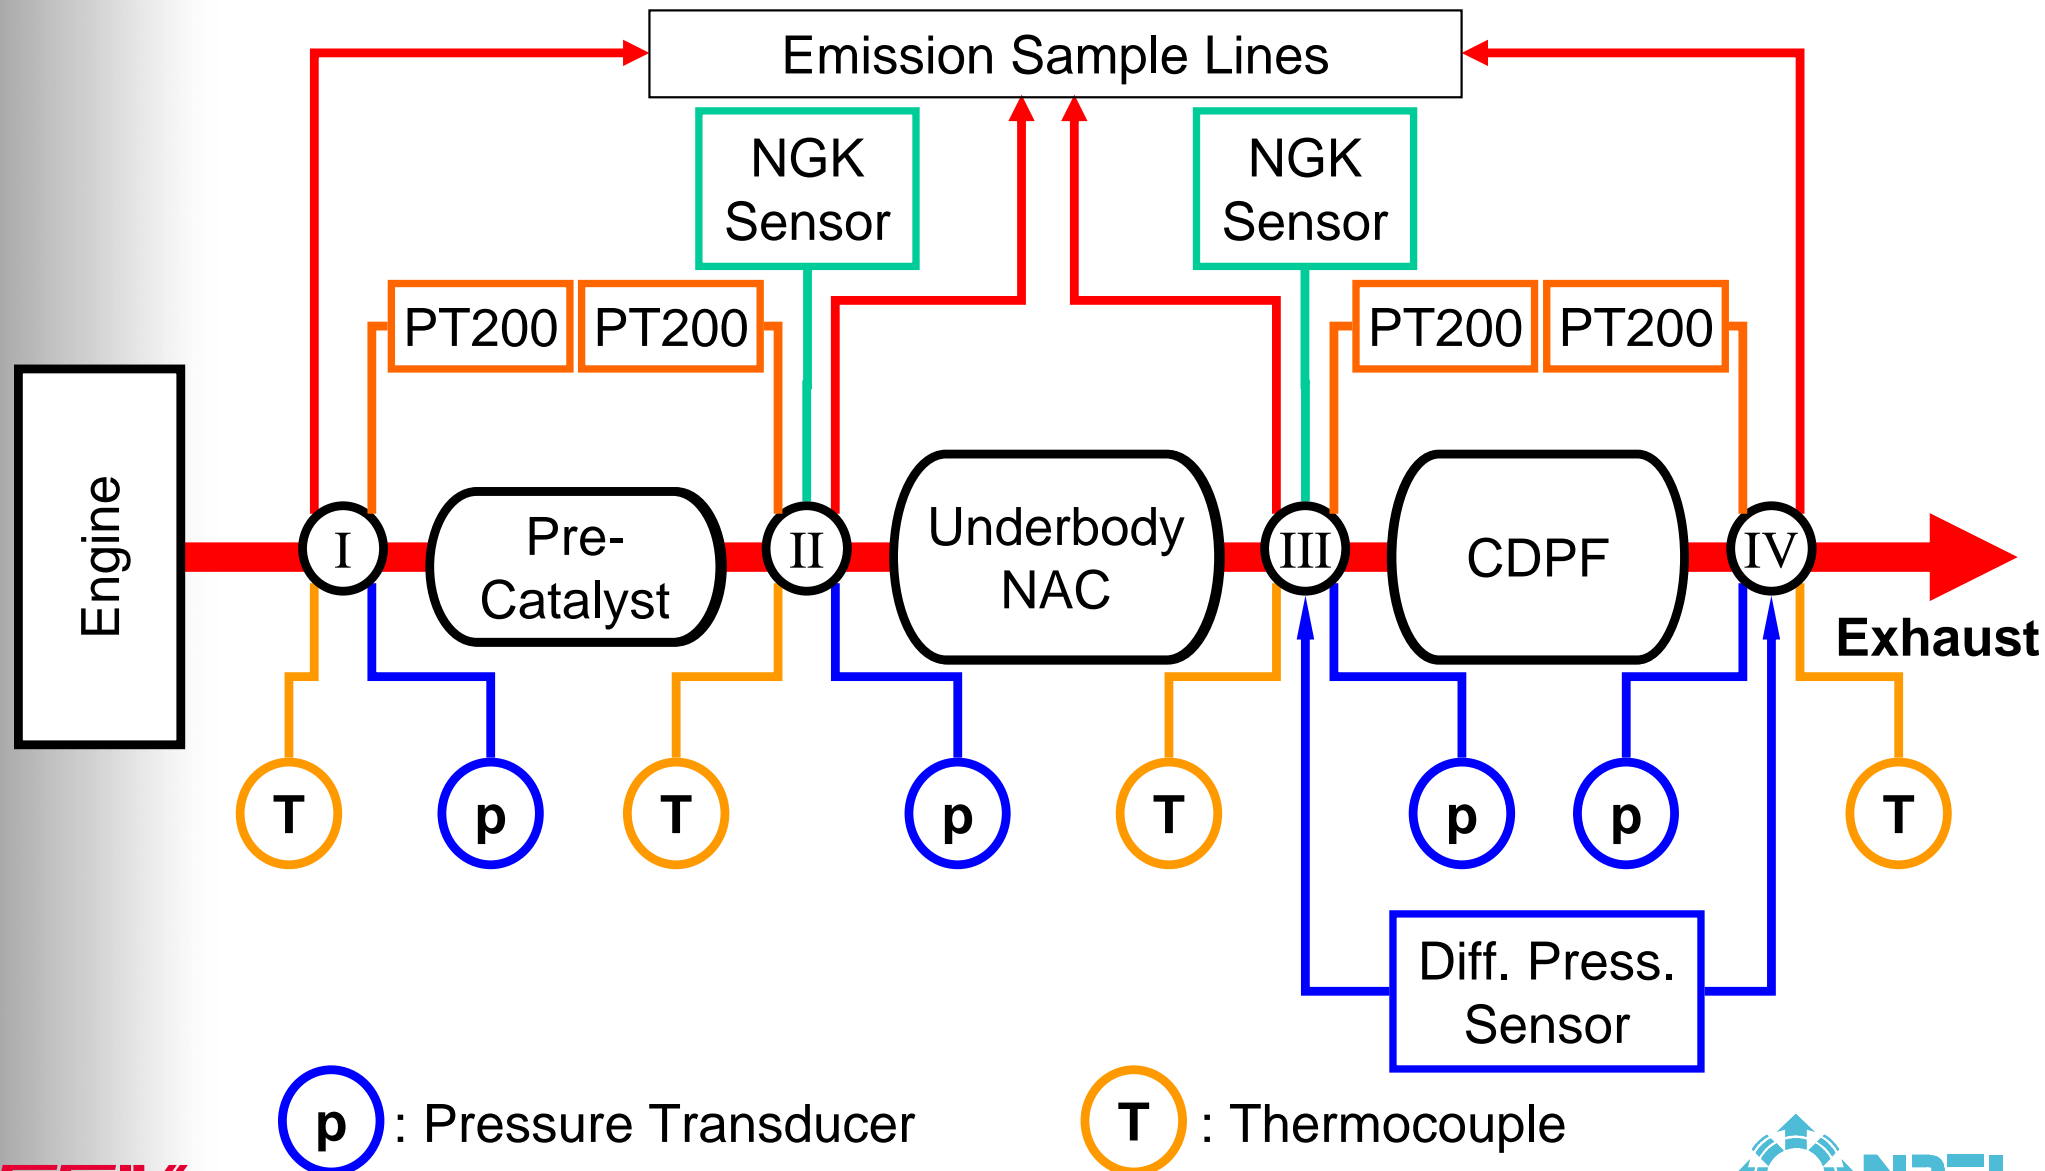 Emission Sample Lines
NGK
Sensor
NGK
Sensor
PT200
PT200
PT200
PT200
Engine
I
Pre-
Catalyst
II
Underbody
NAC
III
CDPF
IV
Exhaust
T
p
T
p
T
p
p
T
Diff. Press.
Sensor
p : Pressure Transducer
T : Thermocouple